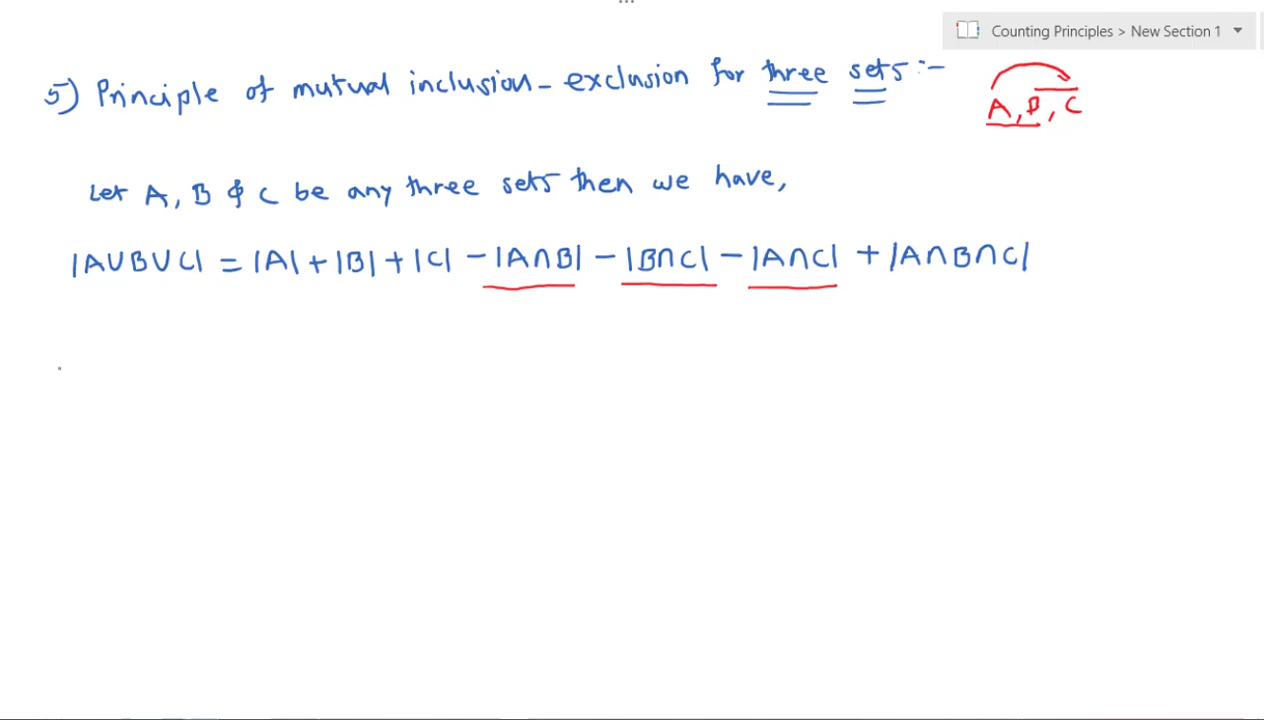 Counting Principles > New Section 1
5) Principle of mutual inclusion - exclusion for three sets :-
A, B, C
Let A, B & C be any three sets then we have,
|A∪B∪C| = |A| + |B| + |C| - |A∩B| - |B∩C| - |A∩C| + |A∩B∩C|